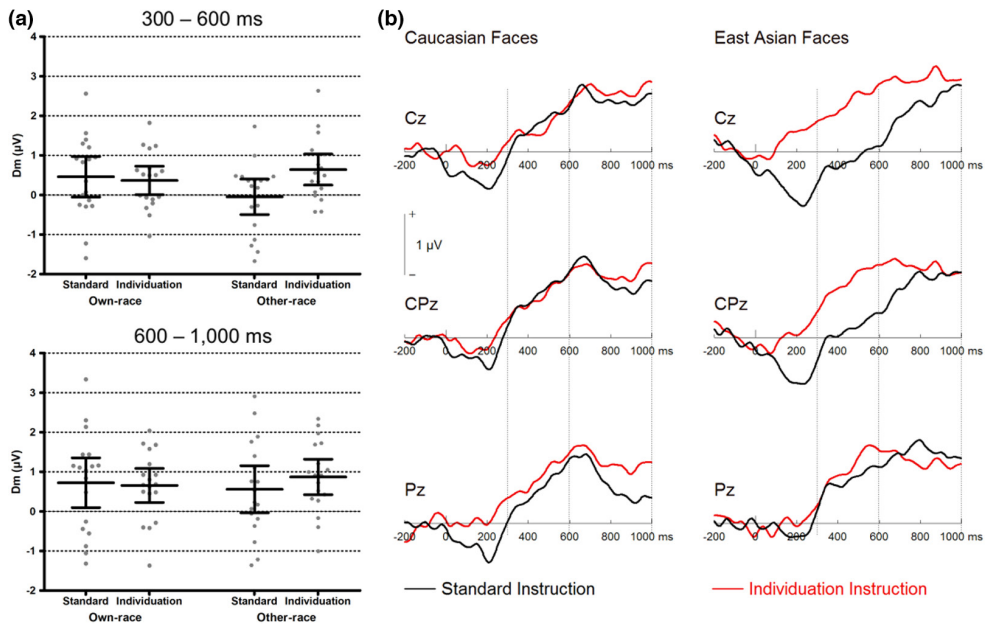 (a)
300 – 600 ms
4
3
2
1
0
-1
-2
Dm (µV)
Standard Individuation Standard Individuation
Own-race Other-race
600 – 1,000 ms
4
3
2
1
0
-1
-2
Dm (µV)
Standard Individuation Standard Individuation
Own-race Other-race
(b)
Caucasian Faces East Asian Faces
Cz Cz
-200 0 200 400 600 800 1000 ms -200 0 200 400 600 800 1000 ms
+
1 µV
–
CPz CPz
-200 0 200 400 600 800 1000 ms -200 0 200 400 600 800 1000 ms
Pz Pz
-200 0 200 400 600 800 1000 ms -200 0 200 400 600 800 1000 ms
Standard Instruction Individuation Instruction